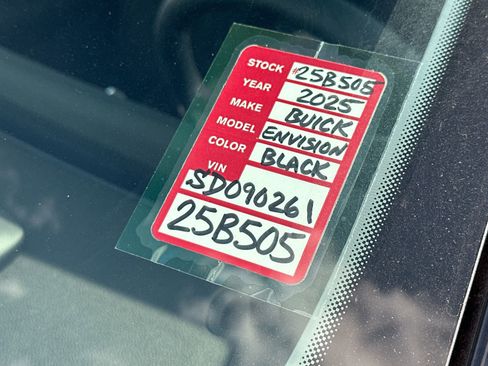 STOCK #25B505
YEAR 2025
MAKE BUICK
MODEL ENVISION
COLOR BLACK
VIN
SD090261
25B505